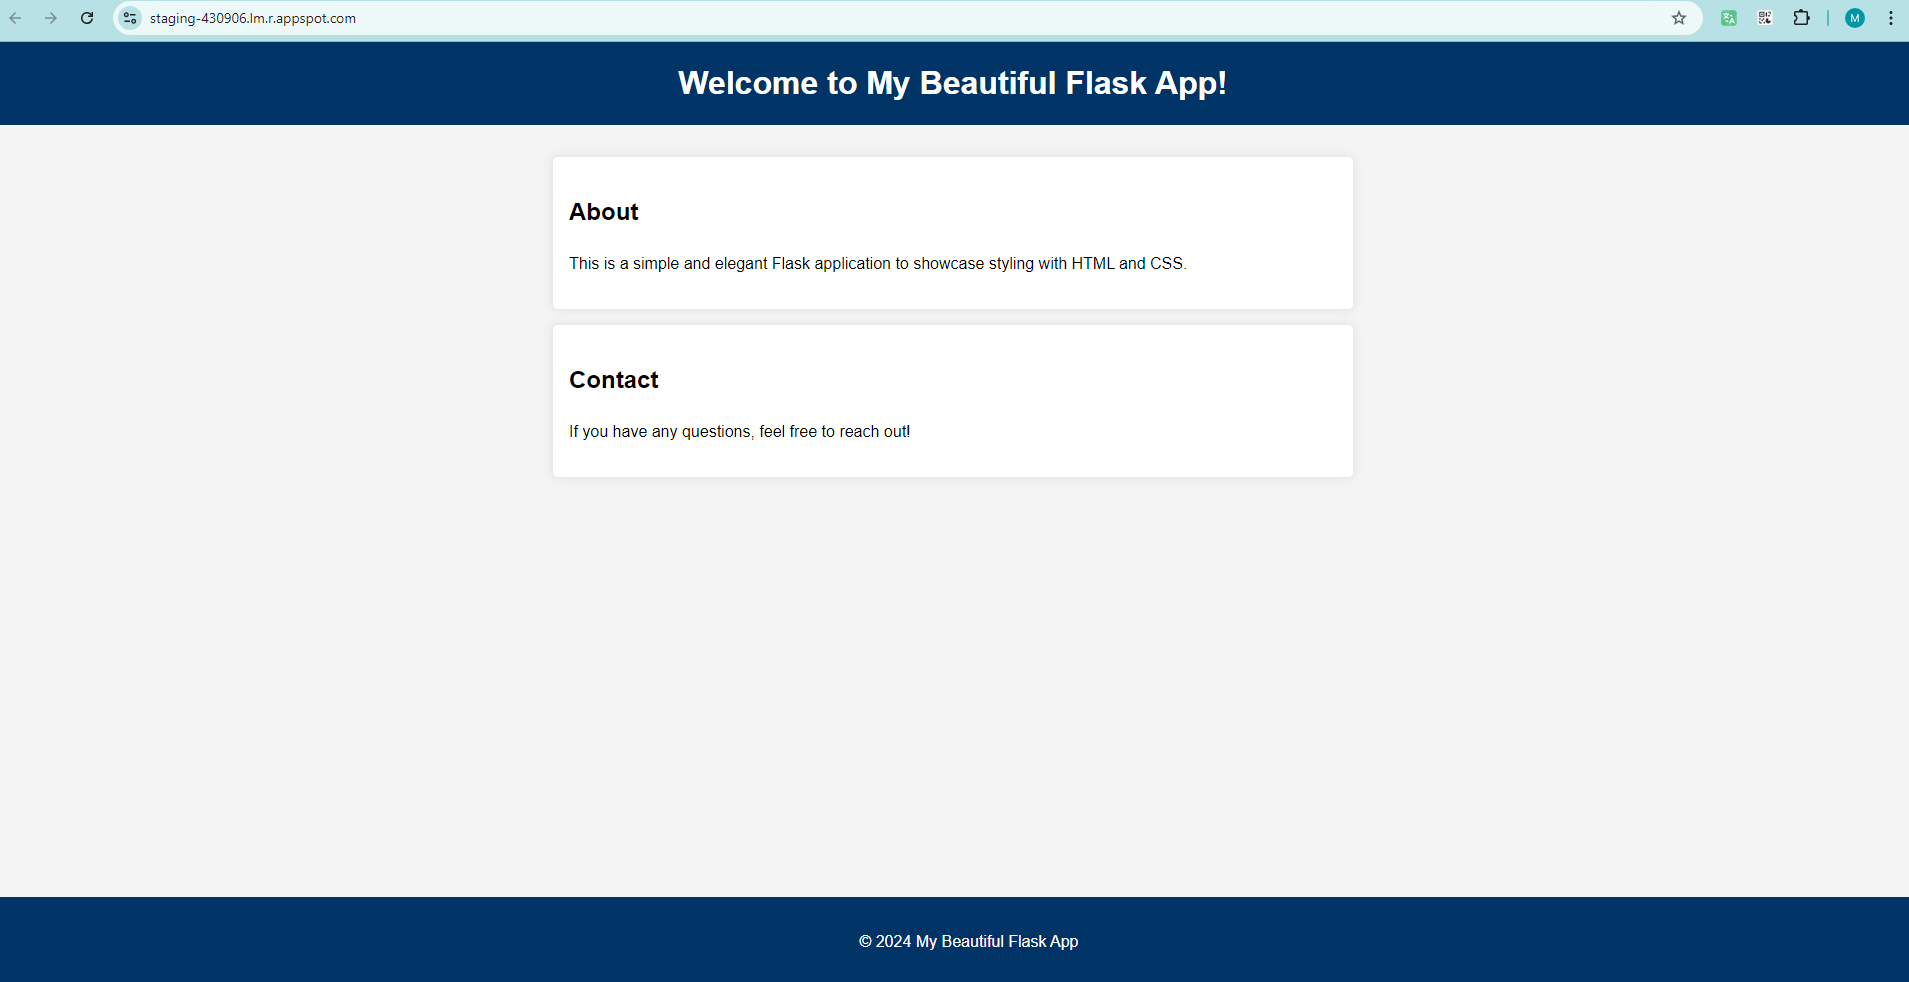 staging-430906.lm.r.appspot.com
M
Welcome to My Beautiful Flask App!
About
This is a simple and elegant Flask application to showcase styling with HTML and CSS.
Contact
If you have any questions, feel free to reach out!
© 2024 My Beautiful Flask App